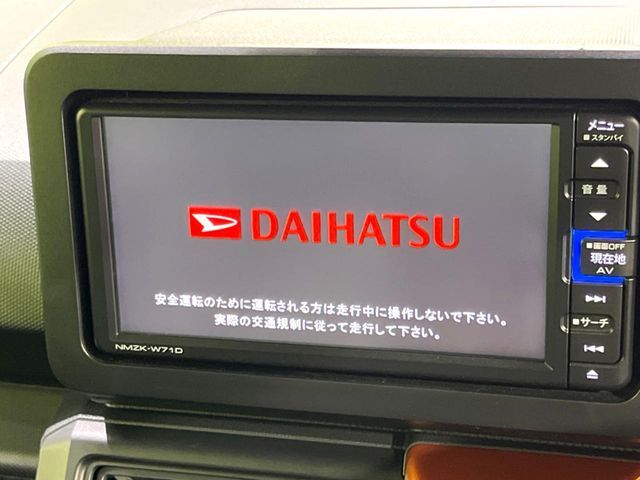 メニュー
■スタンバイ
音量
■画面OFF
現在地
AV
■サーチ
DAIHATSU
安全運転のために運転される方は走行中に操作しないで下さい。
実際の交通規制に従って走行して下さい。
NMZK-W71D